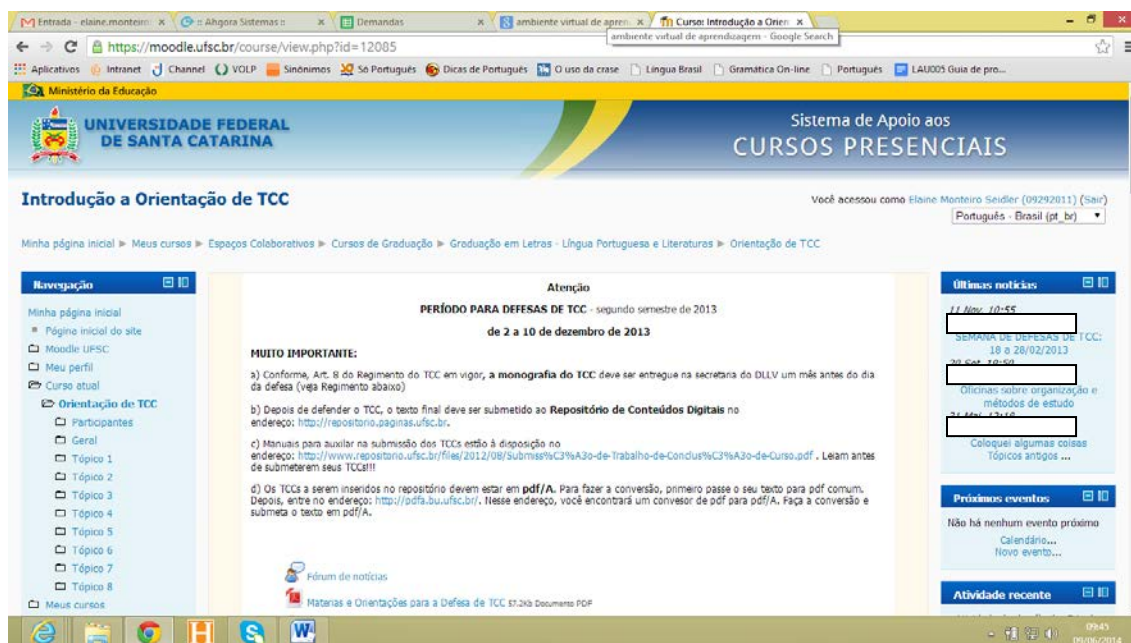 Entrada - elaine.monteiro
:: Ahgora Sistemas ::
Demandas
ambiente virtual de apren
Curso: Introdução a Orien
ambiente virtual de aprendizagem - Google Search
https://moodle.ufsc.br/course/view.php?id=12085
Aplicativos Intranet Channel VOLP Sinônimos Só Português Dicas de Português O uso da crase Língua Brasil Gramática On-line Português LAU005 Guia de pro...
Ministério da Educação
UNIVERSIDADE FEDERAL
DE SANTA CATARINA
Sistema de Apoio aos
CURSOS PRESENCIAIS
Introdução a Orientação de TCC
Você acessou como Elaine Monteiro Seidler (09292011) (Sair)
Português - Brasil (pt_br)
Minha página inicial ► Meus cursos ► Espaços Colaborativos ► Cursos de Graduação ► Graduação em Letras - Língua Portuguesa e Literaturas ► Orientação de TCC
Navegação
Minha página inicial
Página inicial do site
Moodle UFSC
Meu perfil
Curso atual
Orientação de TCC
Participantes
Geral
Tópico 1
Tópico 2
Tópico 3
Tópico 4
Tópico 5
Tópico 6
Tópico 7
Tópico 8
Meus cursos
Atenção
PERÍODO PARA DEFESAS DE TCC - segundo semestre de 2013
de 2 a 10 de dezembro de 2013
MUITO IMPORTANTE:
a) Conforme, Art. 8 do Regimento do TCC em vigor, a monografia do TCC deve ser entregue na secretaria do DLLV um mês antes do dia
da defesa (veja Regimento abaixo)
b) Depois de defender o TCC, o texto final deve ser submetido ao Repositório de Conteúdos Digitais no
endereço: http://repositorio.paginas.ufsc.br.
c) Manuais para auxilar na submissão dos TCCs estão à disposição no
endereço: http://www.repositorio.ufsc.br/files/2012/08/Submiss%C3%A3o-de-Trabalho-de-Conclus%C3%A3o-de-Curso.pdf . Leiam antes
de submeterem seus TCCs!!!
d) Os TCCs a serem inseridos no repositório devem estar em pdf/A. Para fazer a conversão, primeiro passe o seu texto para pdf comum.
Depois, entre no endereço: http://pdfa.bu.ufsc.br/. Nesse endereço, você encontrará um convesor de pdf para pdf/A. Faça a conversão e
submeta o texto em pdf/A.
Fórum de notícias
Materias e Orientações para a Defesa de TCC 57.2Kb Documento PDF
Últimas notícias
11 Nov, 10:55
SEMANA DE DEFESAS DE TCC:
18 a 28/02/2013
20 Set, 10:50
Oficinas sobre organização e
métodos de estudo
Coloquei algumas coisas
Tópicos antigos ...
Próximos eventos
Não há nenhum evento próximo
Calendário...
Novo evento...
Atividade recente
09:45
09/06/2014